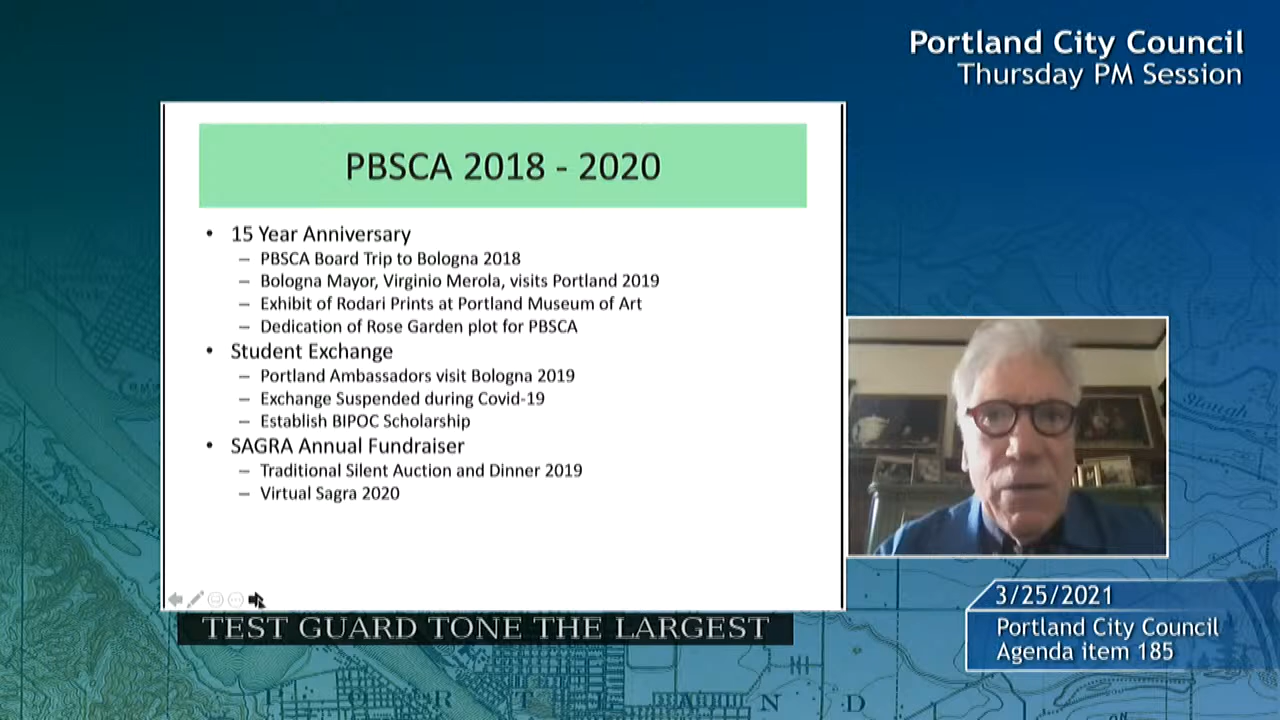 Portland City Council
Thursday PM Session
PBSCA 2018 - 2020
• 15 Year Anniversary
– PBSCA Board Trip to Bologna 2018
– Bologna Mayor, Virginio Merola, visits Portland 2019
– Exhibit of Rodari Prints at Portland Museum of Art
– Dedication of Rose Garden plot for PBSCA
• Student Exchange
– Portland Ambassadors visit Bologna 2019
– Exchange Suspended during Covid-19
– Establish BIPOC Scholarship
• SAGRA Annual Fundraiser
– Traditional Silent Auction and Dinner 2019
– Virtual Sagra 2020
Slough
3/25/2021
Portland City Council
Agenda item 185
TEST GUARD TONE THE LARGEST
P O R T L A N D